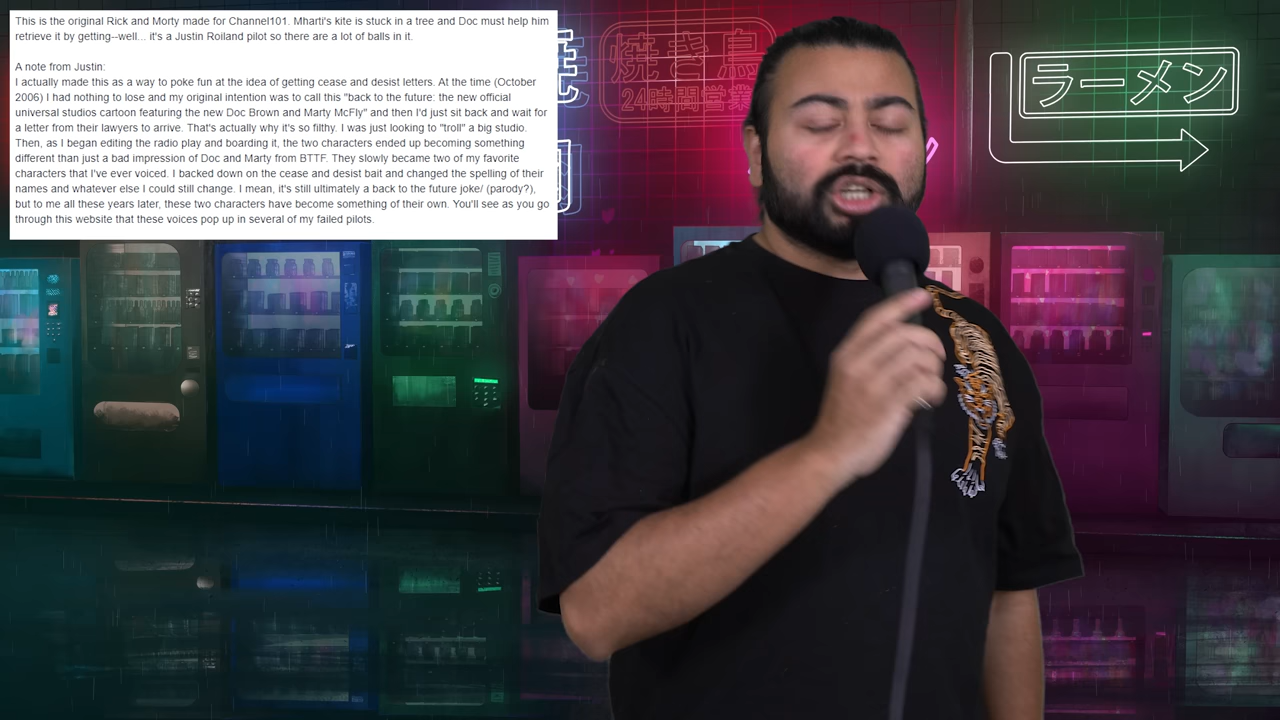 This is the original Rick and Morty made for Channel101. Mharti's kite is stuck in a tree and Doc must help him
retrieve it by getting--well... it's a Justin Roiland pilot so there are a lot of balls in it.
A note from Justin:
I actually made this as a way to poke fun at the idea of getting cease and desist letters. At the time (October
2006) I had nothing to lose and my original intention was to call this "back to the future: the new official
universal studios cartoon featuring the new Doc Brown and Marty McFly" and then I'd just sit back and wait for
a letter from their lawyers to arrive. That's actually why it's so filthy. I was just looking to "troll" a big studio.
Then, as I began editing the radio play and boarding it, the two characters ended up becoming something
different than just a bad impression of Doc and Marty from BTTF. They slowly became two of my favorite
characters that I've ever voiced. I backed down on the cease and desist bait and changed the spelling of their
names and whatever else I could still change. I mean, it's still ultimately a back to the future joke/ (parody?),
but to me all these years later, these two characters have become something of their own. You'll see as you go
through this website that these voices pop up in several of my failed pilots.
焼き鳥
24時間営業
ラーメン